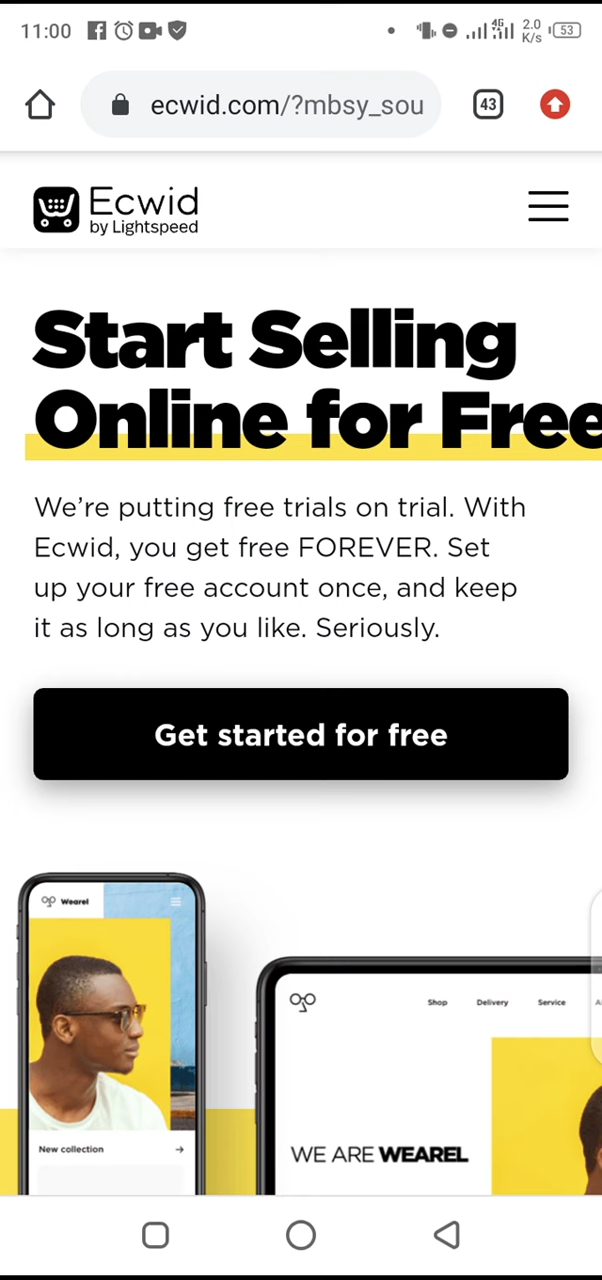 11:00
4G
2.0
K/s
53
ecwid.com/?mbsy_sou
43
Ecwid
by Lightspeed
Start Selling
Online for Free
We’re putting free trials on trial. With
Ecwid, you get free FOREVER. Set
up your free account once, and keep
it as long as you like. Seriously.
Get started for free
Wearel
New collection
Shop Delivery Service
WE ARE WEAREL